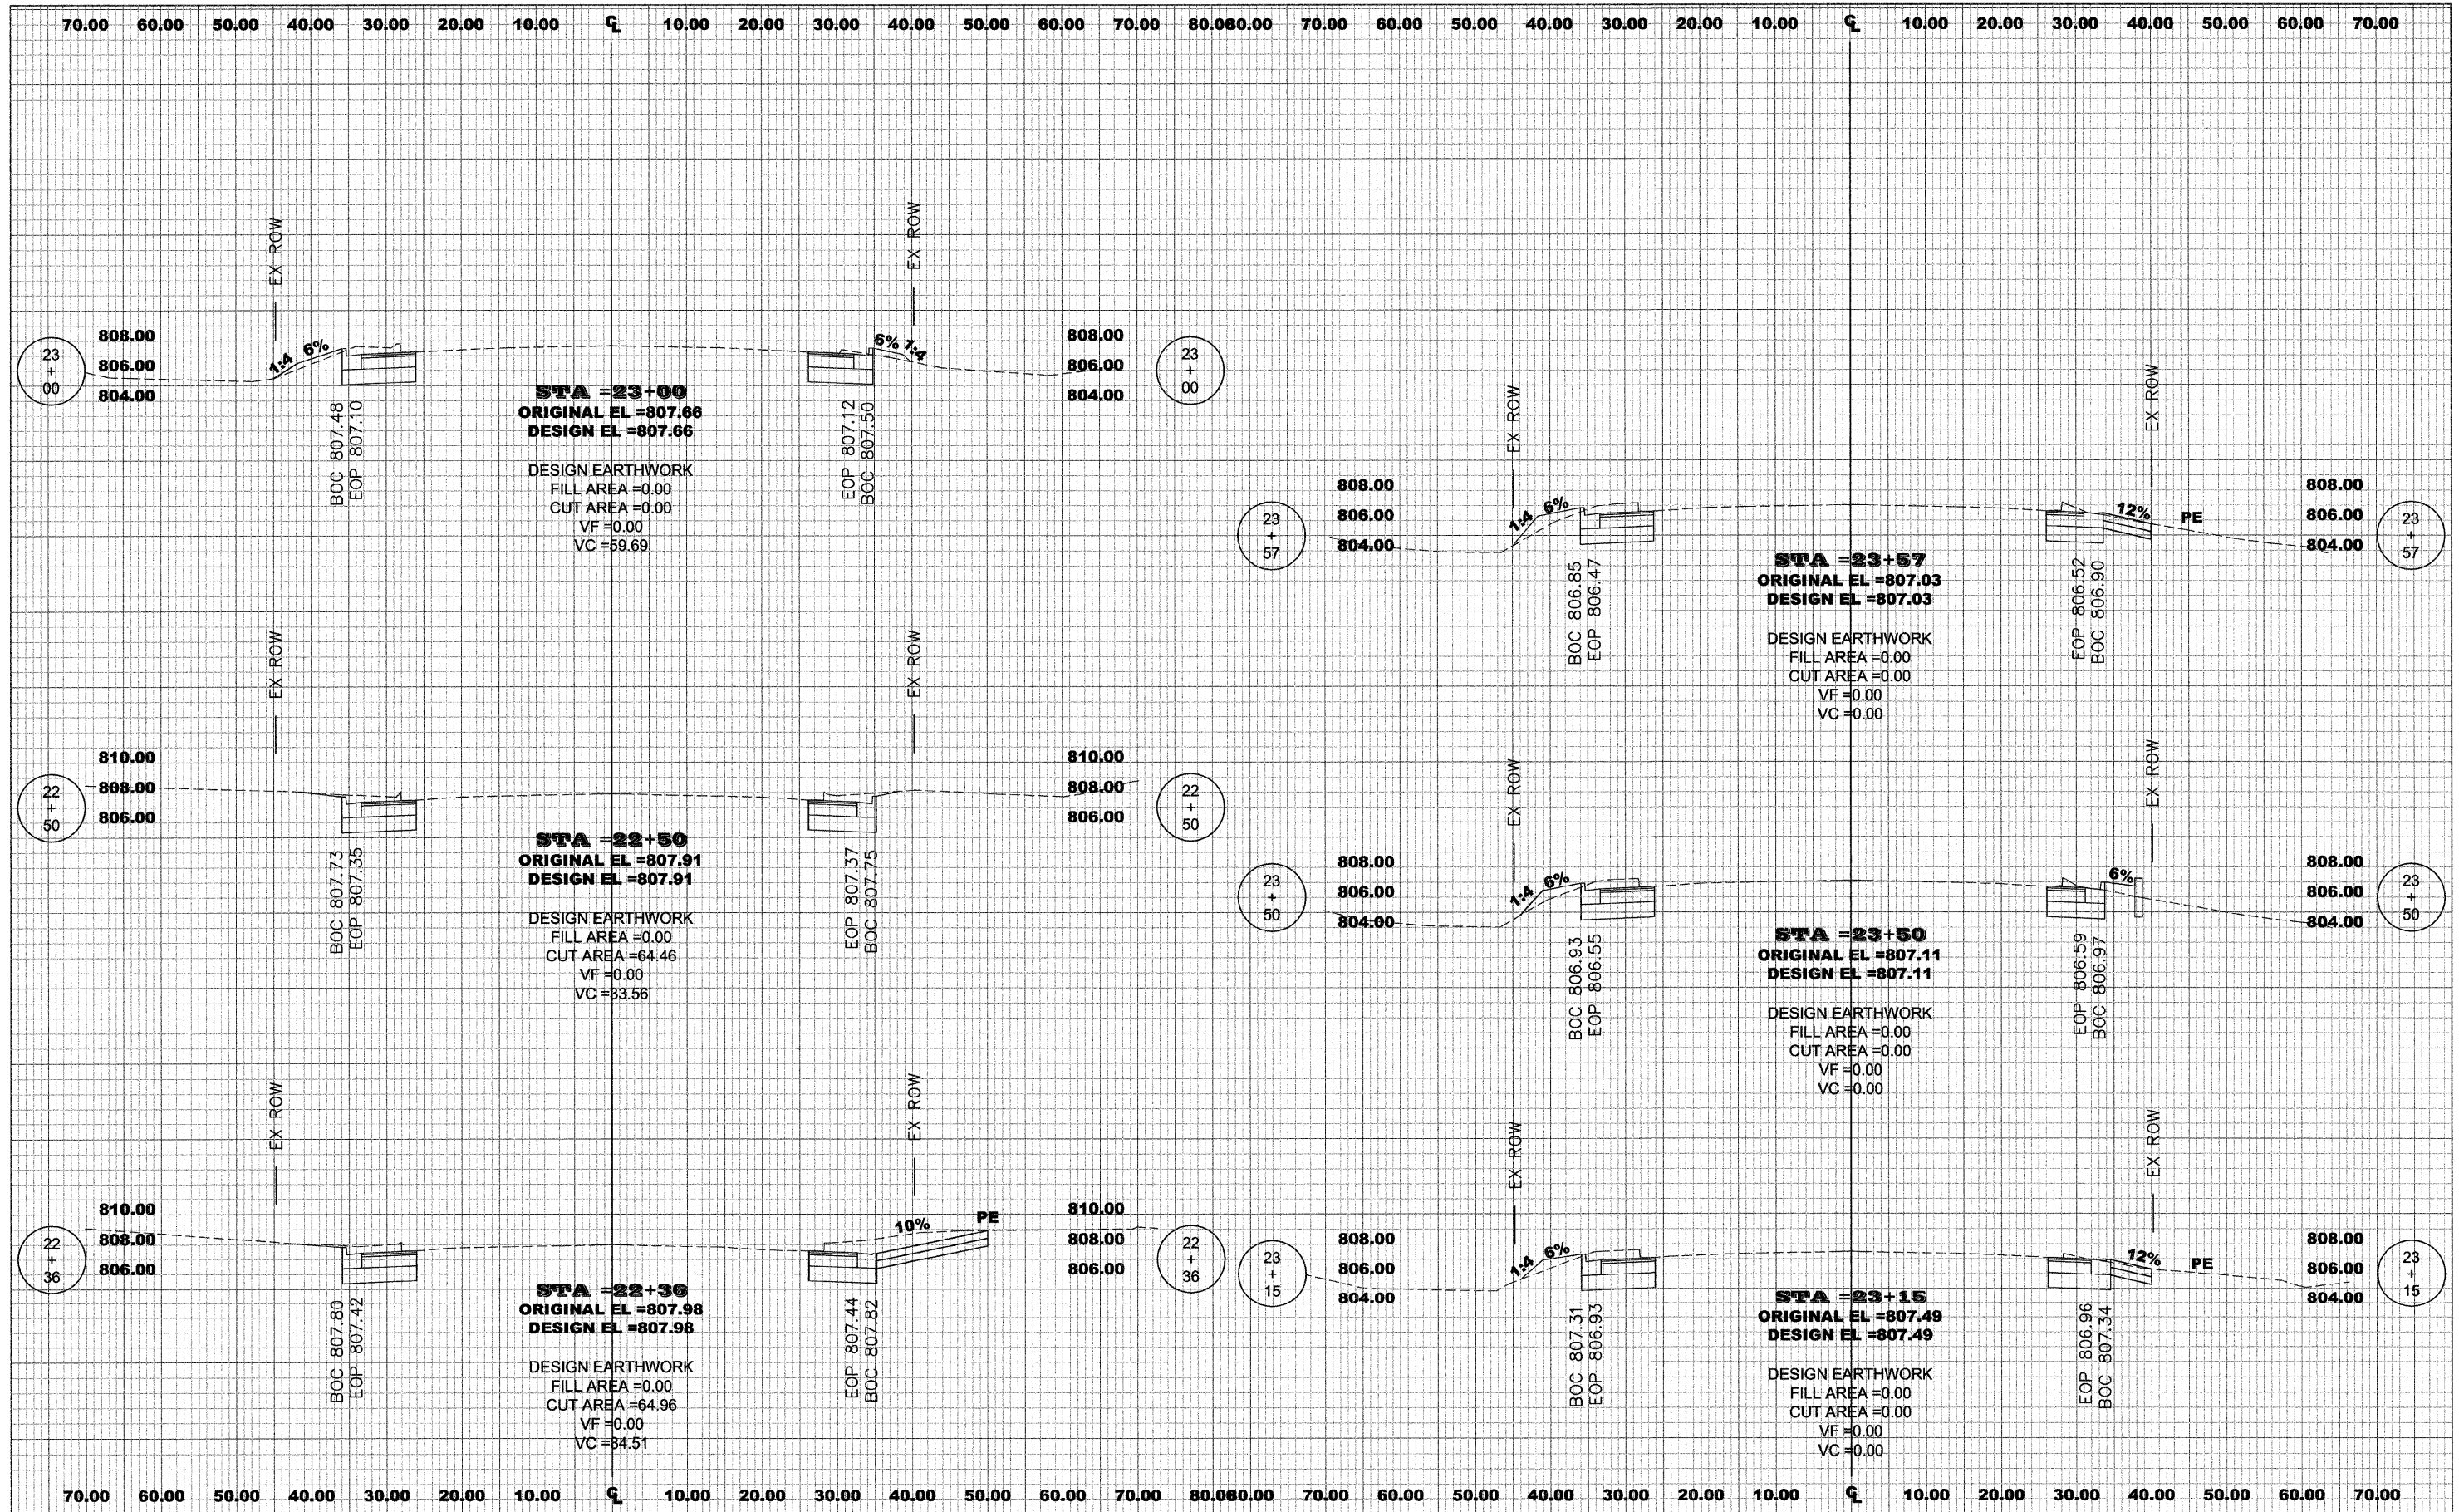 70.00 60.00 50.00 40.00 30.00 20.00 10.00 ℄ 10.00 20.00 30.00 40.00 50.00 60.00 70.00 80.00 80.00 70.00 60.00 50.00 40.00 30.00 20.00 10.00 ℄ 10.00 20.00 30.00 40.00 50.00 60.00 70.00
EX ROW
EX ROW
23
+
00
808.00
806.00
804.00
1:4 6%
6% 1:4
808.00
806.00
804.00
23
+
00
BOC 807.48
EOP 807.10
STA =23+00
ORIGINAL EL =807.66
DESIGN EL =807.66
DESIGN EARTHWORK
FILL AREA =0.00
CUT AREA =0.00
VF =0.00
VC =59.69
EOP 807.12
BOC 807.50
EX ROW
EX ROW
22
+
50
810.00
808.00
806.00
810.00
808.00
806.00
22
+
50
BOC 807.73
EOP 807.35
STA =22+50
ORIGINAL EL =807.91
DESIGN EL =807.91
DESIGN EARTHWORK
FILL AREA =0.00
CUT AREA =64.46
VF =0.00
VC =33.56
EOP 807.37
BOC 807.75
EX ROW
EX ROW
22
+
36
810.00
808.00
806.00
10%
PE
810.00
808.00
806.00
22
+
36
BOC 807.80
EOP 807.42
STA =22+36
ORIGINAL EL =807.98
DESIGN EL =807.98
DESIGN EARTHWORK
FILL AREA =0.00
CUT AREA =64.96
VF =0.00
VC =84.51
EOP 807.44
BOC 807.82
EX ROW
EX ROW
23
+
57
808.00
806.00
804.00
1:4 6%
12%
PE
808.00
806.00
804.00
23
+
57
BOC 806.85
EOP 806.47
STA =23+57
ORIGINAL EL =807.03
DESIGN EL =807.03
DESIGN EARTHWORK
FILL AREA =0.00
CUT AREA =0.00
VF =0.00
VC =0.00
EOP 806.52
BOC 806.90
EX ROW
EX ROW
23
+
50
808.00
806.00
804.00
1:4 6%
6%
808.00
806.00
804.00
23
+
50
BOC 806.93
EOP 806.55
STA =23+50
ORIGINAL EL =807.11
DESIGN EL =807.11
DESIGN EARTHWORK
FILL AREA =0.00
CUT AREA =0.00
VF =0.00
VC =0.00
EOP 806.59
BOC 806.97
EX ROW
EX ROW
23
+
15
808.00
806.00
804.00
1:4 6%
12%
PE
808.00
806.00
804.00
23
+
15
BOC 807.31
EOP 806.93
STA =23+15
ORIGINAL EL =807.49
DESIGN EL =807.49
DESIGN EARTHWORK
FILL AREA =0.00
CUT AREA =0.00
VF =0.00
VC =0.00
EOP 806.96
BOC 807.34
70.00 60.00 50.00 40.00 30.00 20.00 10.00 ℄ 10.00 20.00 30.00 40.00 50.00 60.00 70.00 80.00 80.00 70.00 60.00 50.00 40.00 30.00 20.00 10.00 ℄ 10.00 20.00 30.00 40.00 50.00 60.00 70.00